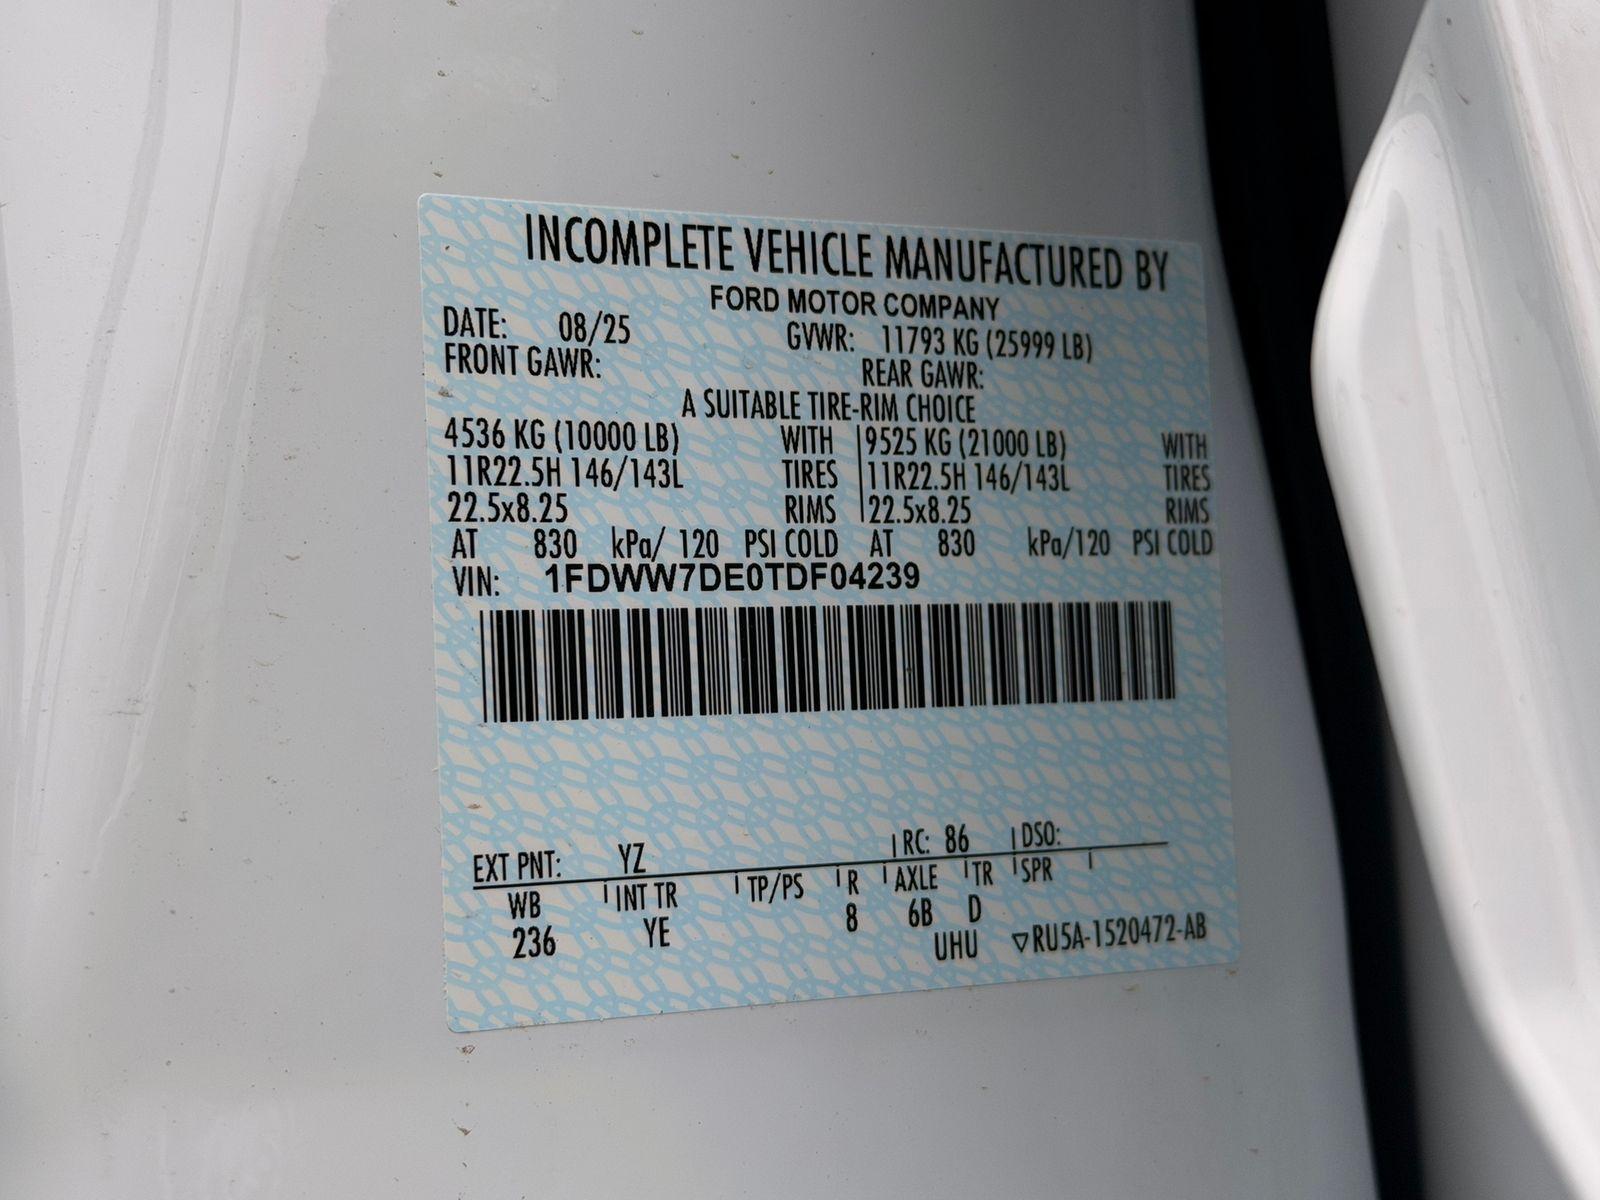 INCOMPLETE VEHICLE MANUFACTURED BY
FORD MOTOR COMPANY
DATE: 08/25 GVWR: 11793 KG (25999 LB)
FRONT GAWR: REAR GAWR:
A SUITABLE TIRE-RIM CHOICE
4536 KG (10000 LB) WITH 9525 KG (21000 LB) WITH
11R22.5H 146/143L TIRES 11R22.5H 146/143L TIRES
22.5x8.25 RIMS 22.5x8.25 RIMS
AT 830 kPa/ 120 PSI COLD AT 830 kPa/120 PSI COLD
VIN: 1FDWW7DE0TDF04239
EXT PNT: YZ RC: 86 DSO:
WB INT TR TP/PS R AXLE TR SPR
236 YE 8 6B D
UHU ▽RU5A-1520472-AB